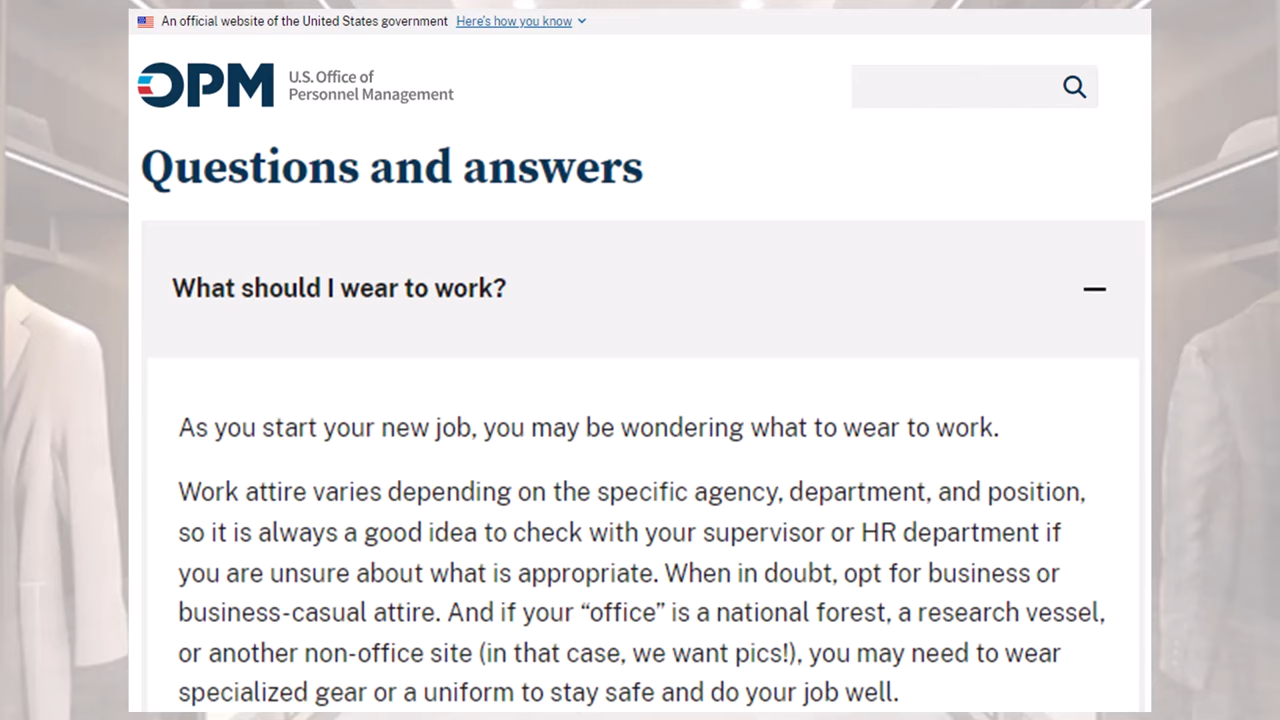 An official website of the United States government Here's how you know
OPM U.S. Office of
Personnel Management
Questions and answers
What should I wear to work?
As you start your new job, you may be wondering what to wear to work.
Work attire varies depending on the specific agency, department, and position,
so it is always a good idea to check with your supervisor or HR department if
you are unsure about what is appropriate. When in doubt, opt for business or
business-casual attire. And if your “office” is a national forest, a research vessel,
or another non-office site (in that case, we want pics!), you may need to wear
specialized gear or a uniform to stay safe and do your job well.